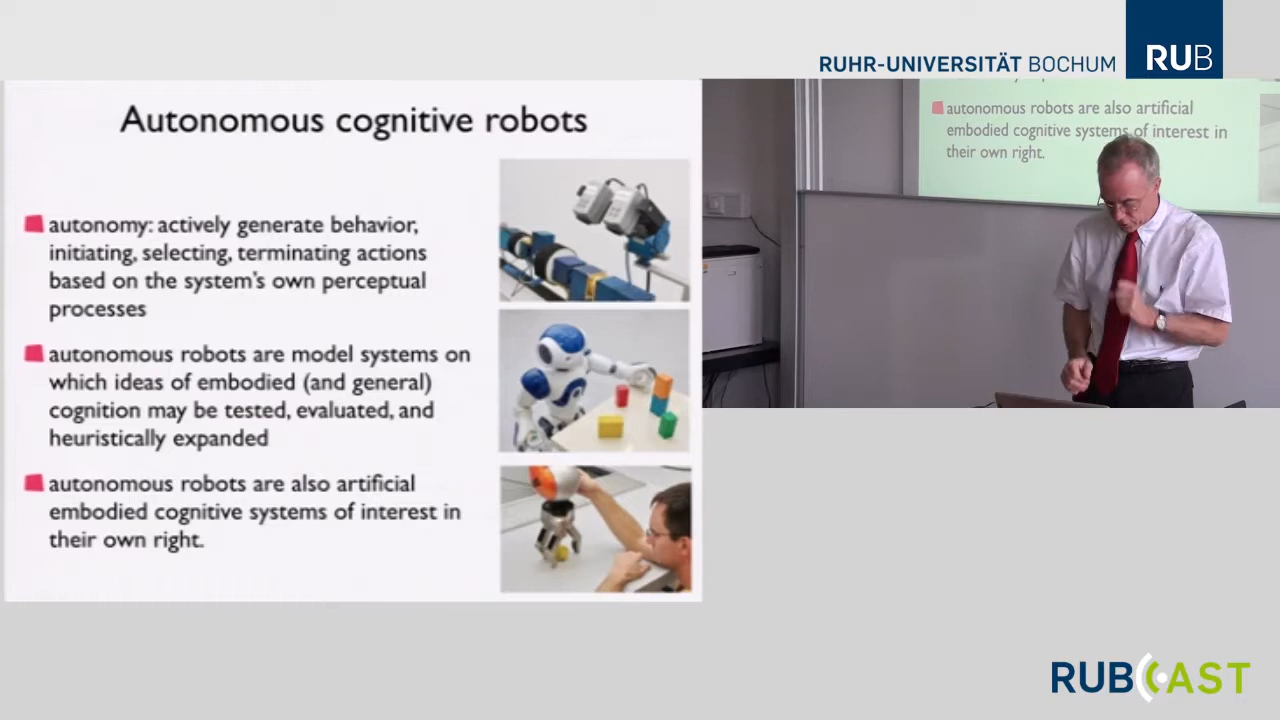 RUHR-UNIVERSITÄT BOCHUM
RUB
Autonomous cognitive robots
autonomy: actively generate behavior,
initiating, selecting, terminating actions
based on the system's own perceptual
processes
autonomous robots are model systems on
which ideas of embodied (and general)
cognition may be tested, evaluated, and
heuristically expanded
autonomous robots are also artificial
embodied cognitive systems of interest in
their own right.
autonomous robots are also artificial
embodied cognitive systems of interest in
their own right.
RUBCAST